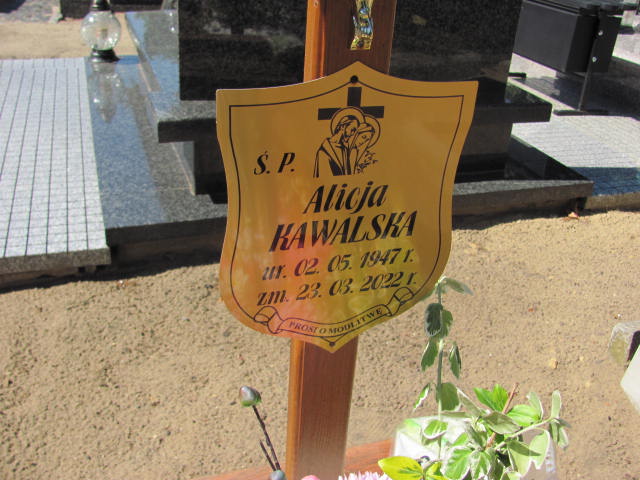 Ś. P.
Alicja
KAWALSKA
ur. 02. 05. 1947 r.
zm. 23. 03. 2022 r.
PROSI O MODLITWĘ